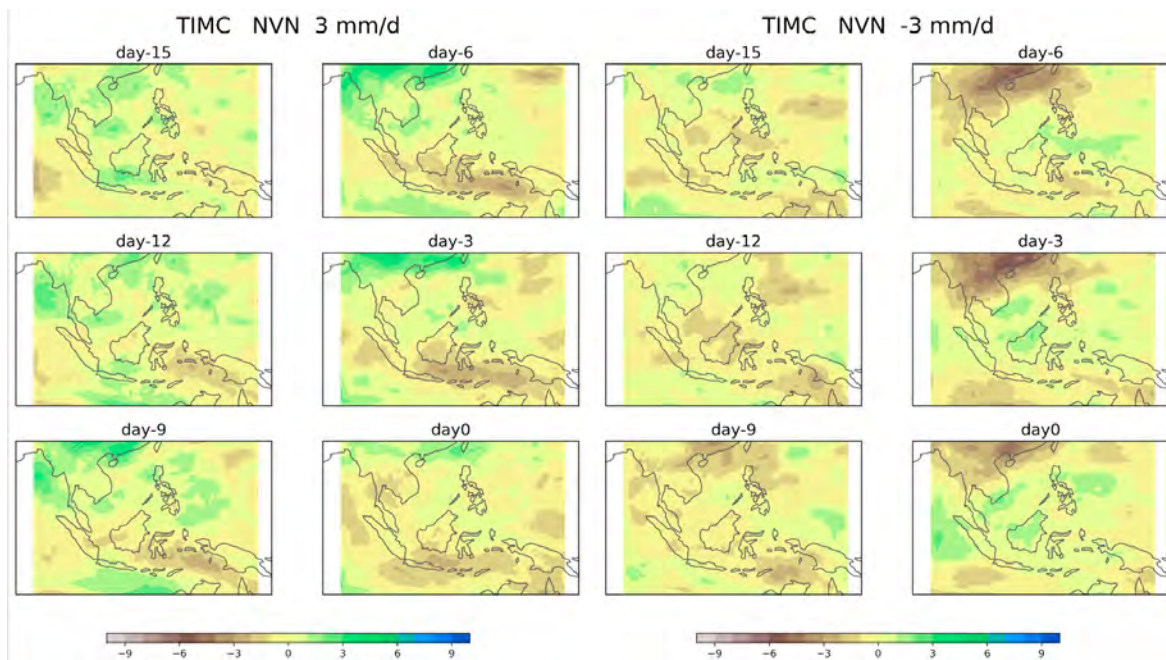 TIMC NVN 3 mm/d
TIMC NVN -3 mm/d
day-15
day-6
day-15
day-6
day-12
day-3
day-12
day-3
day-9
day0
day-9
day0
−9 −6 −3 0 3 6 9
−9 −6 −3 0 3 6 9